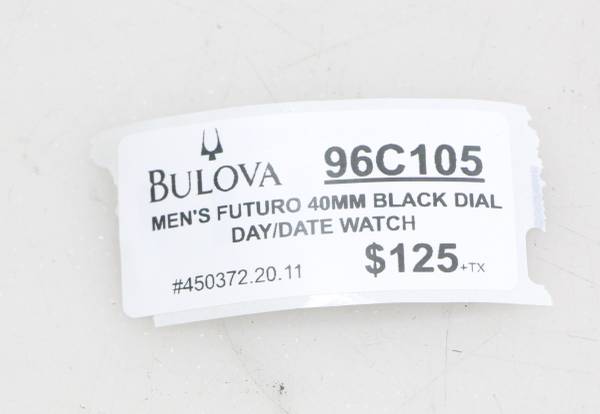 BULOVA 96C105
MEN'S FUTURO 40MM BLACK DIAL
DAY/DATE WATCH
#450372.20.11 $125+TX